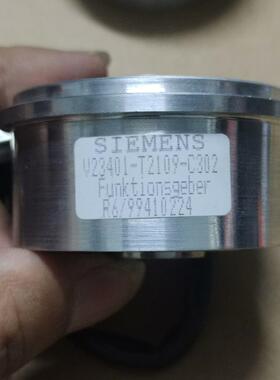 SIEMENS
V23401-T2109-C302
Funktionsgeber
R6/99410224